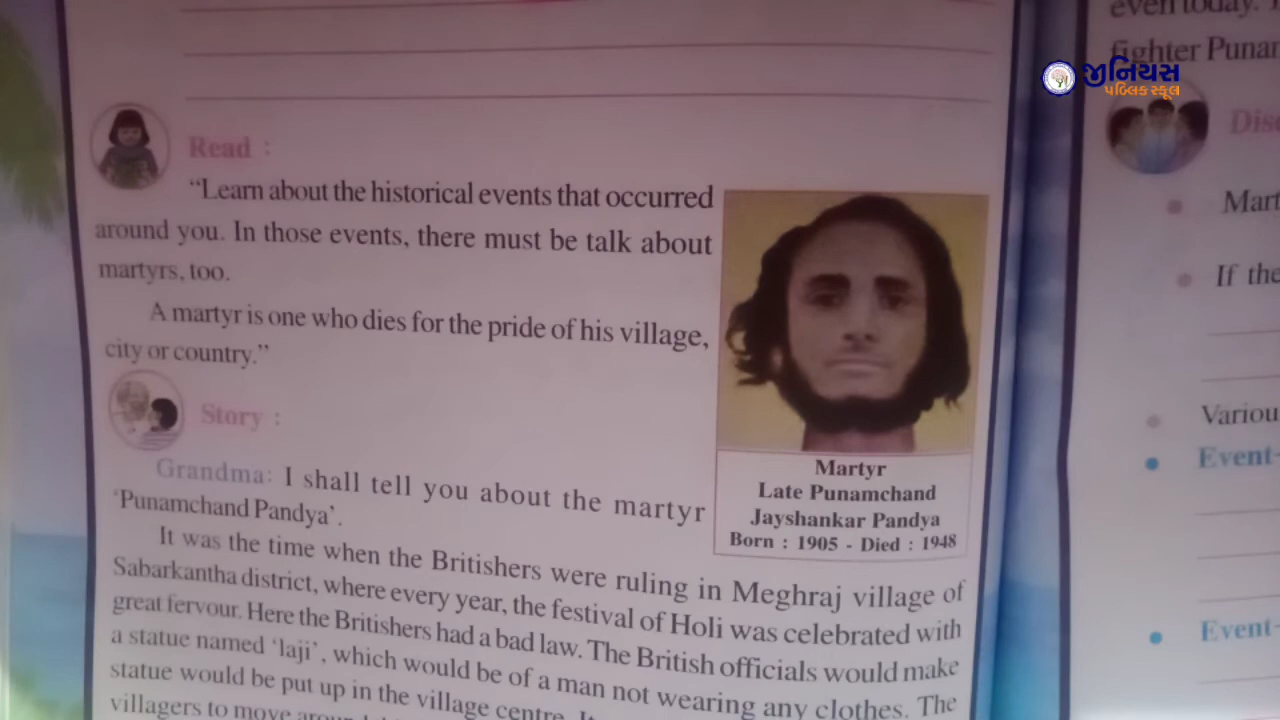 Read :
“Learn about the historical events that occurred
around you. In those events, there must be talk about
martyrs, too.
A martyr is one who dies for the pride of his village,
city or country.”
Story :
Grandma: I shall tell you about the martyr
‘Punamchand Pandya’.
Martyr
Late Punamchand
Jayshankar Pandya
Born : 1905 - Died : 1948
It was the time when the Britishers were ruling in Meghraj village of
Sabarkantha district, where every year, the festival of Holi was celebrated with
great fervour. Here the Britishers had a bad law. The British officials would make
a statue named ‘laji’, which would be of a man not wearing any clothes. The
statue would be put up in the village centre.
villagers to move
even today.
fighter
જીનિયસ
પબ્લિક સ્કૂલ
If the
Event-
Event-